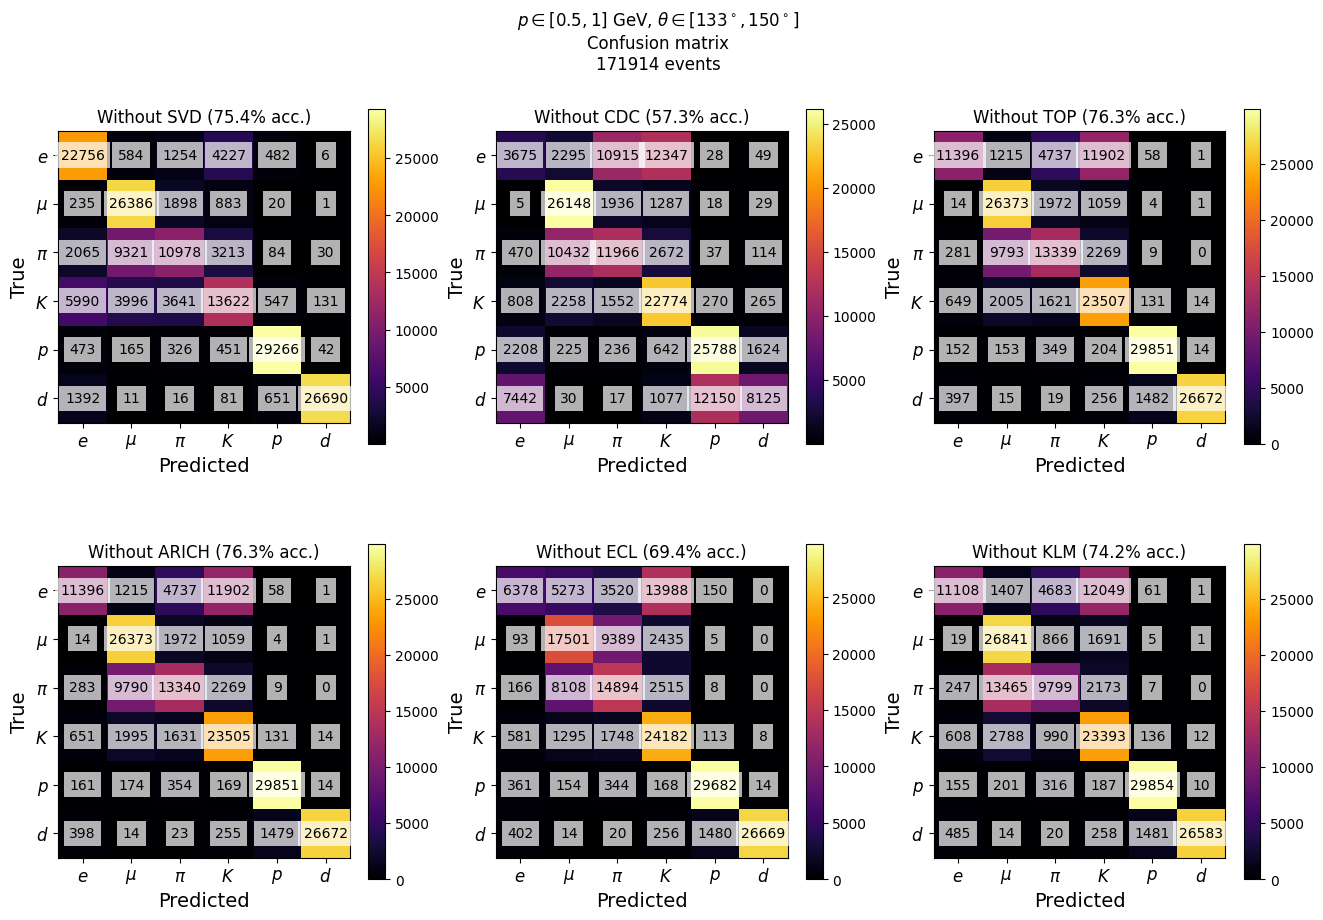 p ∈ [0.5, 1] GeV, θ ∈ [133°, 150°]
Confusion matrix
171914 events
Without SVD (75.4% acc.)
True
e 22756 584 1254 4227 482 6
μ 235 26386 1898 883 20 1
π 2065 9321 10978 3213 84 30
K 5990 3996 3641 13622 547 131
p 473 165 326 451 29266 42
d 1392 11 16 81 651 26690
e μ π K p d
Predicted
25000
20000
15000
10000
5000
Without CDC (57.3% acc.)
True
e 3675 2295 10915 12347 28 49
μ 5 26148 1936 1287 18 29
π 470 10432 11966 2672 37 114
K 808 2258 1552 22774 270 265
p 2208 225 236 642 25788 1624
d 7442 30 17 1077 12150 8125
e μ π K p d
Predicted
25000
20000
15000
10000
5000
Without TOP (76.3% acc.)
True
e 11396 1215 4737 11902 58 1
μ 14 26373 1972 1059 4 1
π 281 9793 13339 2269 9 0
K 649 2005 1621 23507 131 14
p 152 153 349 204 29851 14
d 397 15 19 256 1482 26672
e μ π K p d
Predicted
25000
20000
15000
10000
5000
0
Without ARICH (76.3% acc.)
True
e 11396 1215 4737 11902 58 1
μ 14 26373 1972 1059 4 1
π 283 9790 13340 2269 9 0
K 651 1995 1631 23505 131 14
p 161 174 354 169 29851 14
d 398 14 23 255 1479 26672
e μ π K p d
Predicted
25000
20000
15000
10000
5000
0
Without ECL (69.4% acc.)
True
e 6378 5273 3520 13988 150 0
μ 93 17501 9389 2435 5 0
π 166 8108 14894 2515 8 0
K 581 1295 1748 24182 113 8
p 361 154 344 168 29682 14
d 402 14 20 256 1480 26669
e μ π K p d
Predicted
25000
20000
15000
10000
5000
0
Without KLM (74.2% acc.)
True
e 11108 1407 4683 12049 61 1
μ 19 26841 866 1691 5 1
π 247 13465 9799 2173 7 0
K 608 2788 990 23393 136 12
p 155 201 316 187 29854 10
d 485 14 20 258 1481 26583
e μ π K p d
Predicted
25000
20000
15000
10000
5000
0